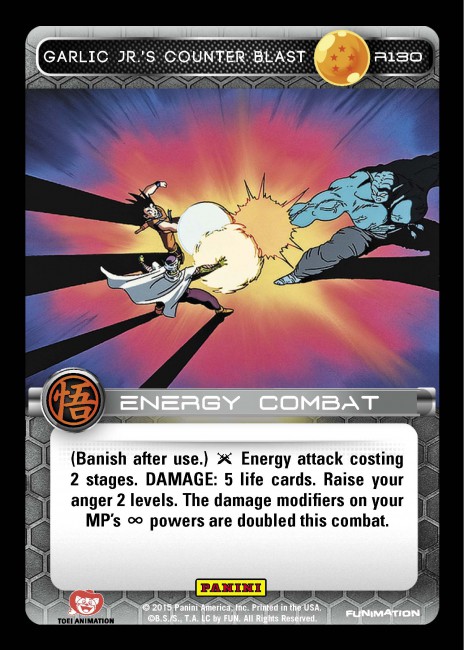 GARLIC JR.'S COUNTER BLAST R130
悟 ENERGY COMBAT
(Banish after use.) Energy attack costing
2 stages. DAMAGE: 5 life cards. Raise your
anger 2 levels. The damage modifiers on your
MP's ∞ powers are doubled this combat.
PANINI
TOEI ANIMATION
© 2015 Panini America, Inc. Printed in the USA.
©B.S./S., T.A. LC by FUN. All Rights Reserved.
FUNIMATION